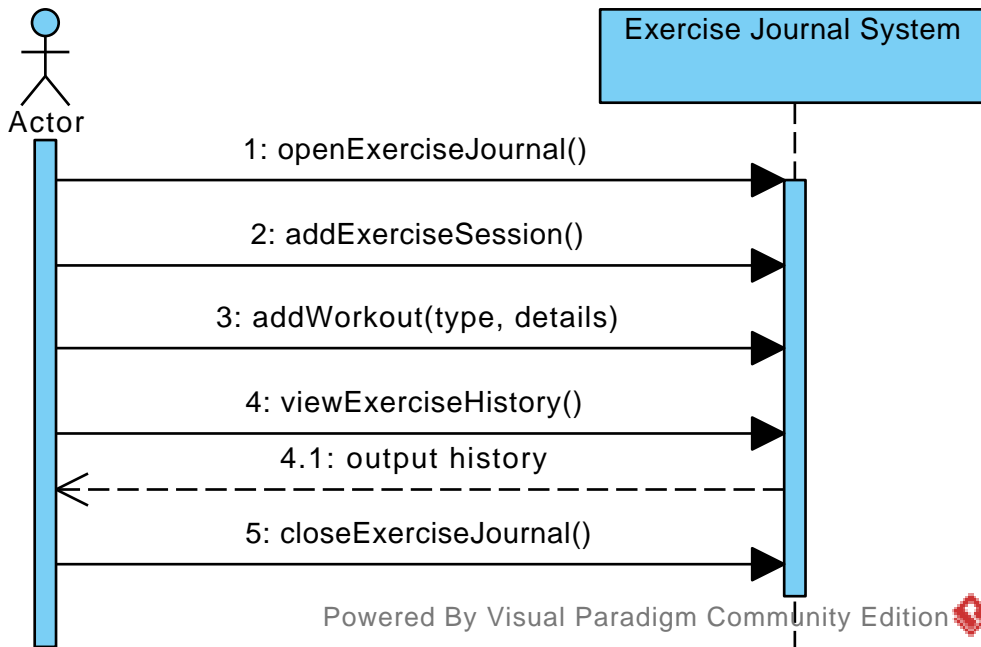 Exercise Journal System
Actor
1: openExerciseJournal()
2: addExerciseSession()
3: addWorkout(type, details)
4: viewExerciseHistory()
4.1: output history
5: closeExerciseJournal()
Powered By Visual Paradigm Community Edition